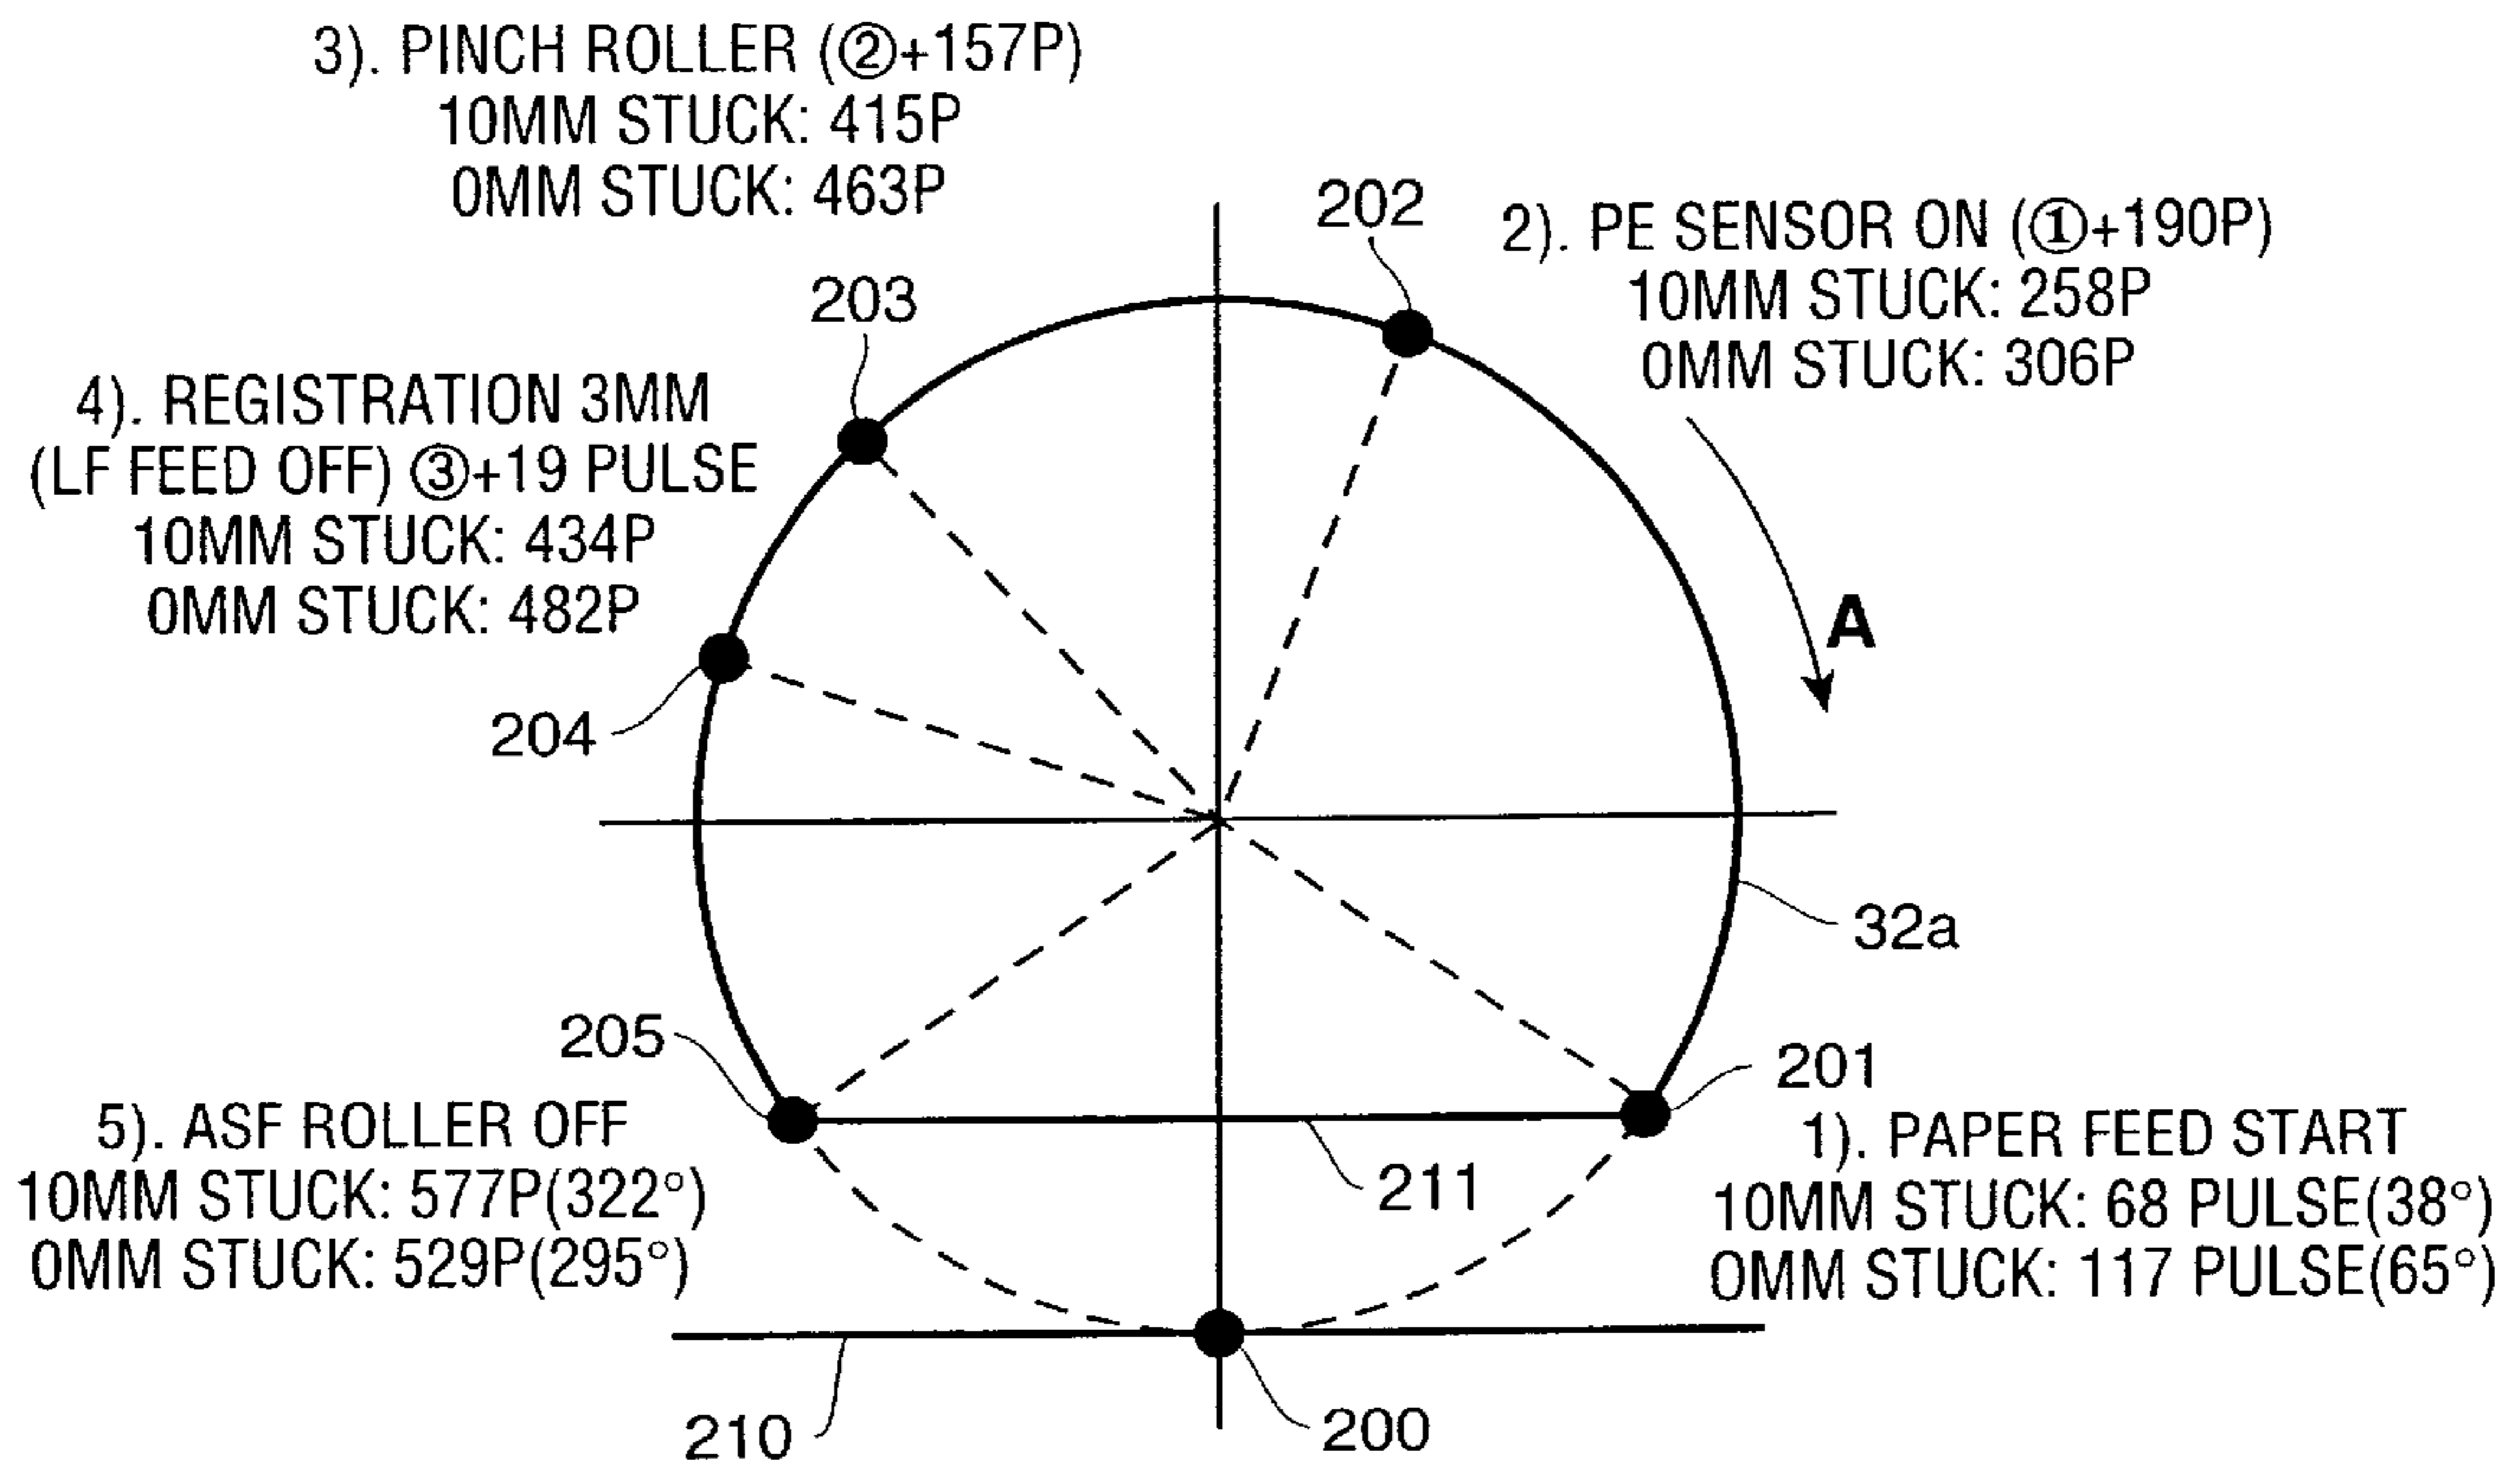 3). PINCH ROLLER (②+157P)
10MM STUCK: 415P
0MM STUCK: 463P
202
2). PE SENSOR ON (①+190P)
10MM STUCK: 258P
0MM STUCK: 306P
203
4). REGISTRATION 3MM
(LF FEED OFF) ③+19 PULSE
10MM STUCK: 434P
0MM STUCK: 482P
A
204
32a
205
201
5). ASF ROLLER OFF
10MM STUCK: 577P(322°)
0MM STUCK: 529P(295°)
211
1). PAPER FEED START
10MM STUCK: 68 PULSE(38°)
0MM STUCK: 117 PULSE(65°)
210
200